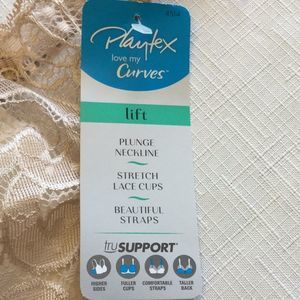 4514
Playtex
love my
Curves™
lift
PLUNGE
NECKLINE
STRETCH
LACE CUPS
BEAUTIFUL
STRAPS
truSUPPORT®
HIGHER SIDES FULLER CUPS COMFORTABLE STRAPS TALLER BACK